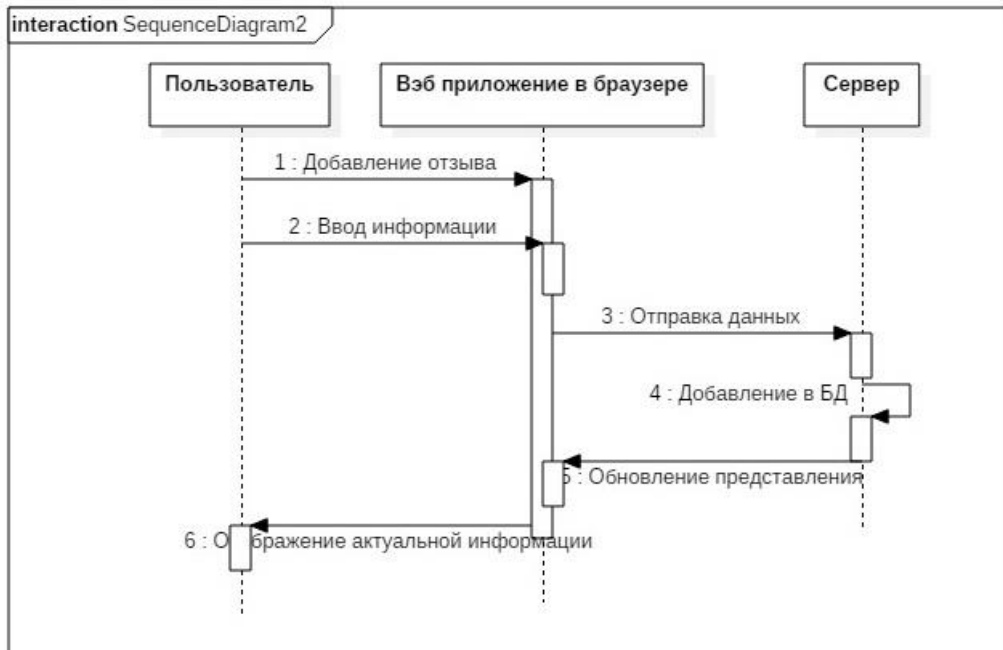 interaction SequenceDiagram2
Пользователь
Вэб приложение в браузере
Сервер
1 : Добавление отзыва
2 : Ввод информации
3 : Отправка данных
4 : Добавление в БД
5 : Обновление представления
6 : Отображение актуальной информации